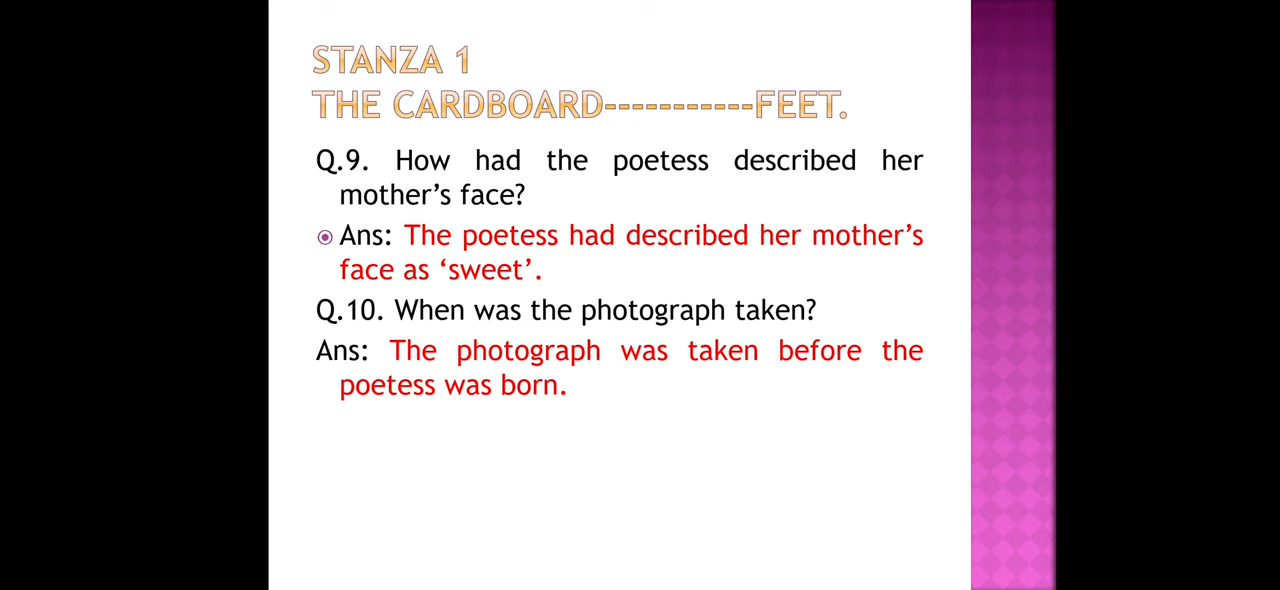 STANZA 1
THE CARDBOARD-----------FEET.
Q.9. How had the poetess described her
mother’s face?
Ans: The poetess had described her mother’s
face as ‘sweet’.
Q.10. When was the photograph taken?
Ans: The photograph was taken before the
poetess was born.